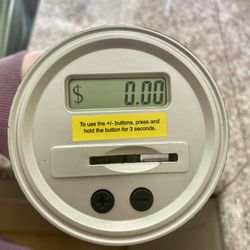 $ 0.00
To use the +/- buttons, press and
hold the button for 3 seconds.